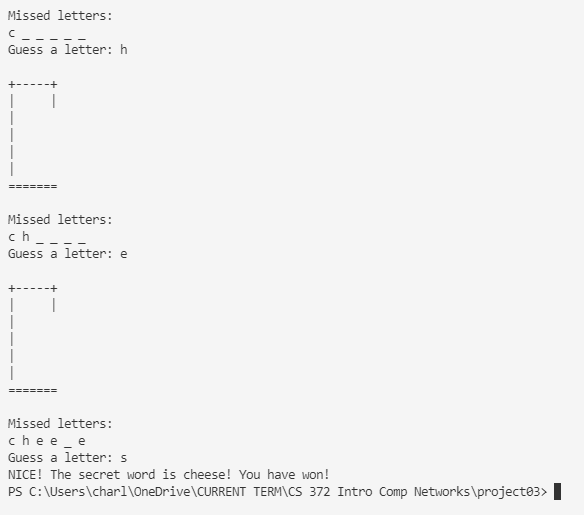 Missed letters:
c _ _ _ _ _
Guess a letter: h
+-----+
|     |
|
|
|
|
=======
Missed letters:
c h _ _ _ _
Guess a letter: e
+-----+
|     |
|
|
|
|
=======
Missed letters:
c h e e _ e
Guess a letter: s
NICE! The secret word is cheese! You have won!
PS C:\Users\charl\OneDrive\CURRENT TERM\CS 372 Intro Comp Networks\project03>